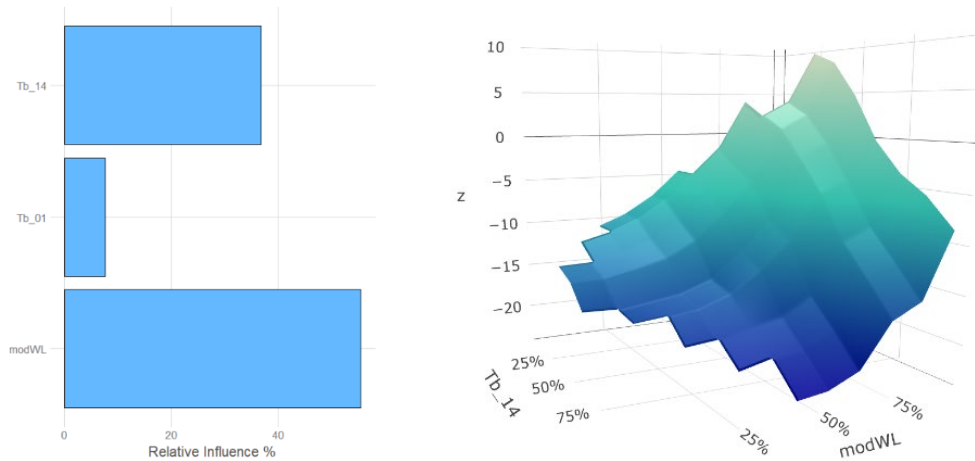 Tb_14
Tb_01
modWL
0
20
40
Relative Influence %
10
5
0
−5
−10
−15
−20
z
25%
50%
75%
Tb_14
25%
50%
75%
modWL